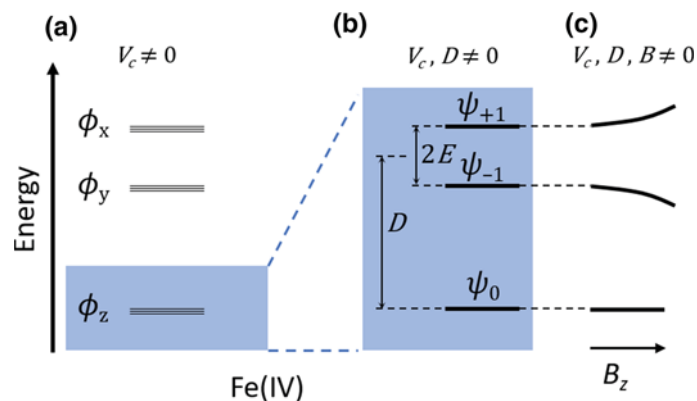 (a)
(b)
(c)
V_c ≠ 0
V_c , D ≠ 0
V_c, D, B ≠ 0
Energy
ϕ_x
ϕ_y
ϕ_z
ψ_+1
2E
ψ_−1
D
ψ_0
Fe(IV)
B_z